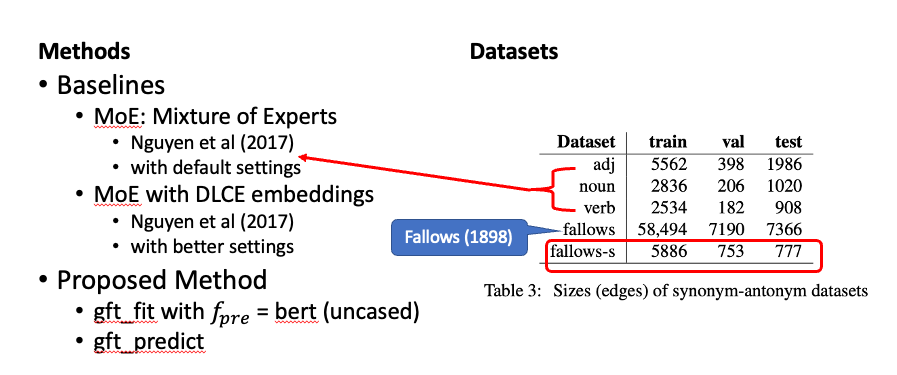 Methods
• Baselines
• MoE: Mixture of Experts
• Nguyen et al (2017)
• with default settings
• MoE with DLCE embeddings
• Nguyen et al (2017)
• with better settings
• Proposed Method
• gft_fit with fₚᵣₑ = bert (uncased)
• gft_predict
Datasets
Dataset train val test
adj 5562 398 1986
noun 2836 206 1020
verb 2534 182 908
fallows 58,494 7190 7366
fallows-s 5886 753 777
Fallows (1898)
Table 3: Sizes (edges) of synonym-antonym datasets